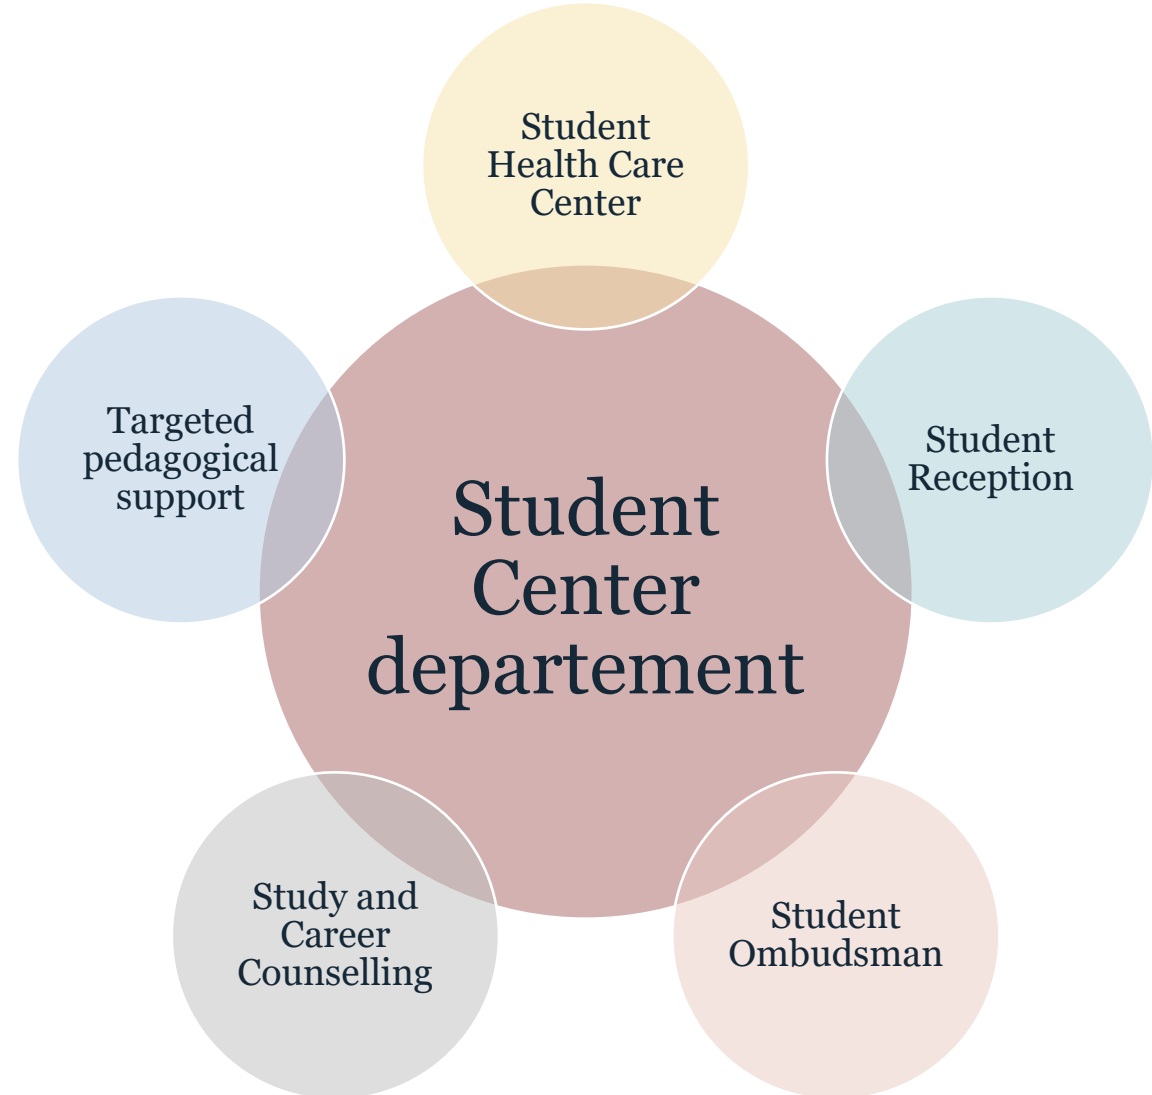 Student
Health Care
Center
Targeted
pedagogical
support
Student
Reception
Student
Center
departement
Study and
Career
Counselling
Student
Ombudsman